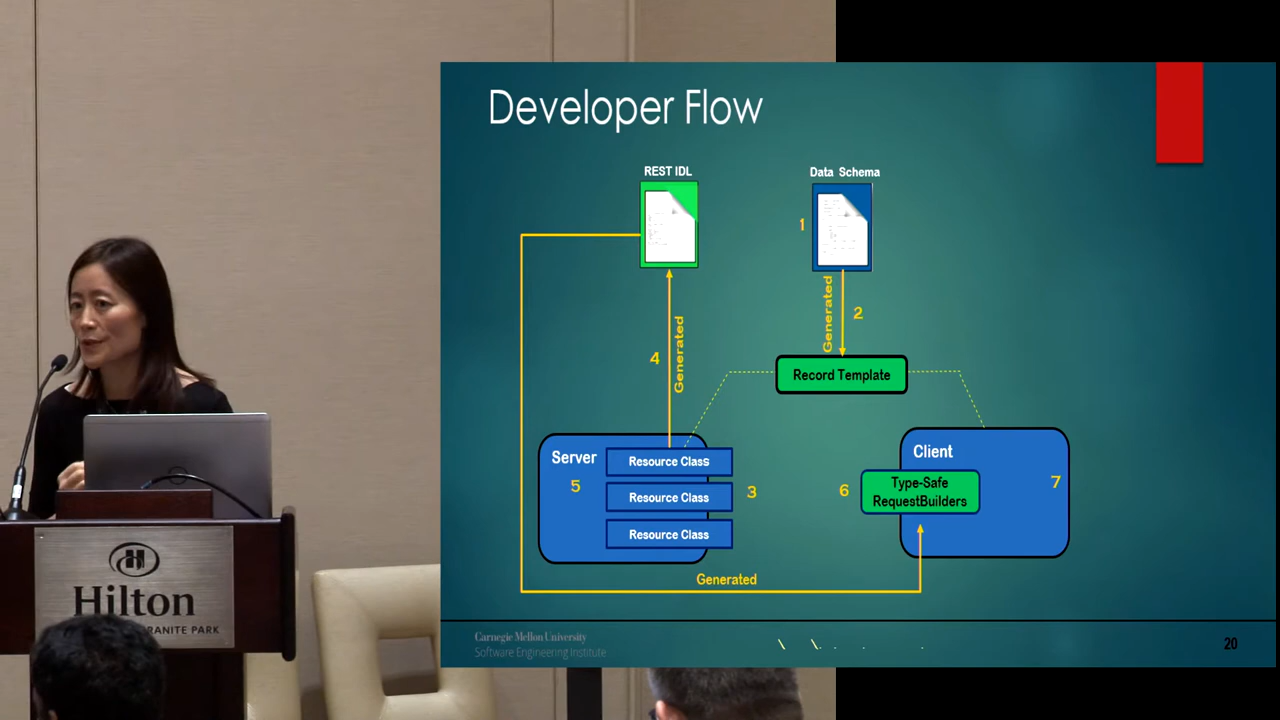 Developer Flow
REST IDL
Data Schema
1
Generated
2
4
Generated
Record Template
Server
5
Resource Class
Resource Class
Resource Class
3
Client
6
Type-Safe
RequestBuilders
7
Generated
Carnegie Mellon University
Software Engineering Institute
20
Hilton
RANITE PARK